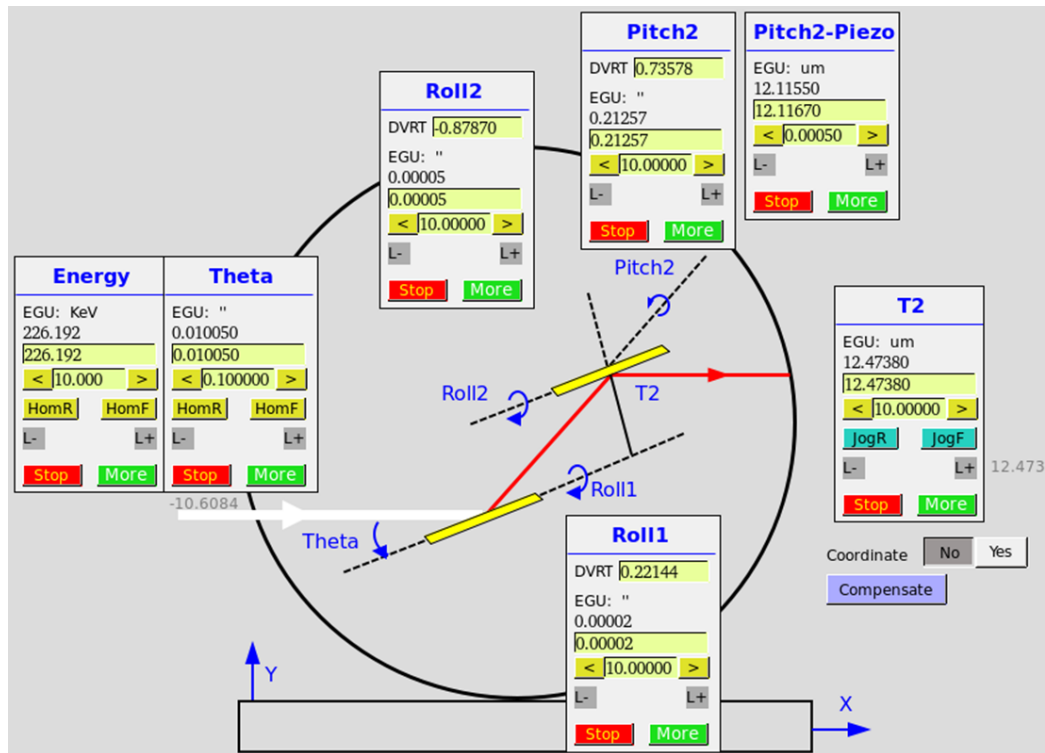 Pitch2
DVRT 0.73578
EGU: "
0.21257
0.21257
< 10.00000 >
L- L+
Stop More
Pitch2-Piezo
EGU: um
12.11550
12.11670
< 0.00050 >
L- L+
Stop More
Roll2
DVRT -0.87870
EGU: "
0.00005
0.00005
< 10.00000 >
L- L+
Stop More
Energy
EGU: KeV
226.192
226.192
< 10.000 >
HomR HomF
L- L+
Stop More
Theta
EGU: "
0.010050
0.010050
< 0.100000 >
HomR HomF
L- L+
Stop More
-10.6084
Pitch2
Roll2
T2
Roll1
Theta
T2
EGU: um
12.47380
12.47380
< 10.00000 >
JogR JogF
L- L+ 12.473
Stop More
Coordinate No Yes
Compensate
Roll1
DVRT 0.22144
EGU: "
0.00002
0.00002
< 10.00000 >
L- L+
Stop More
Y
X